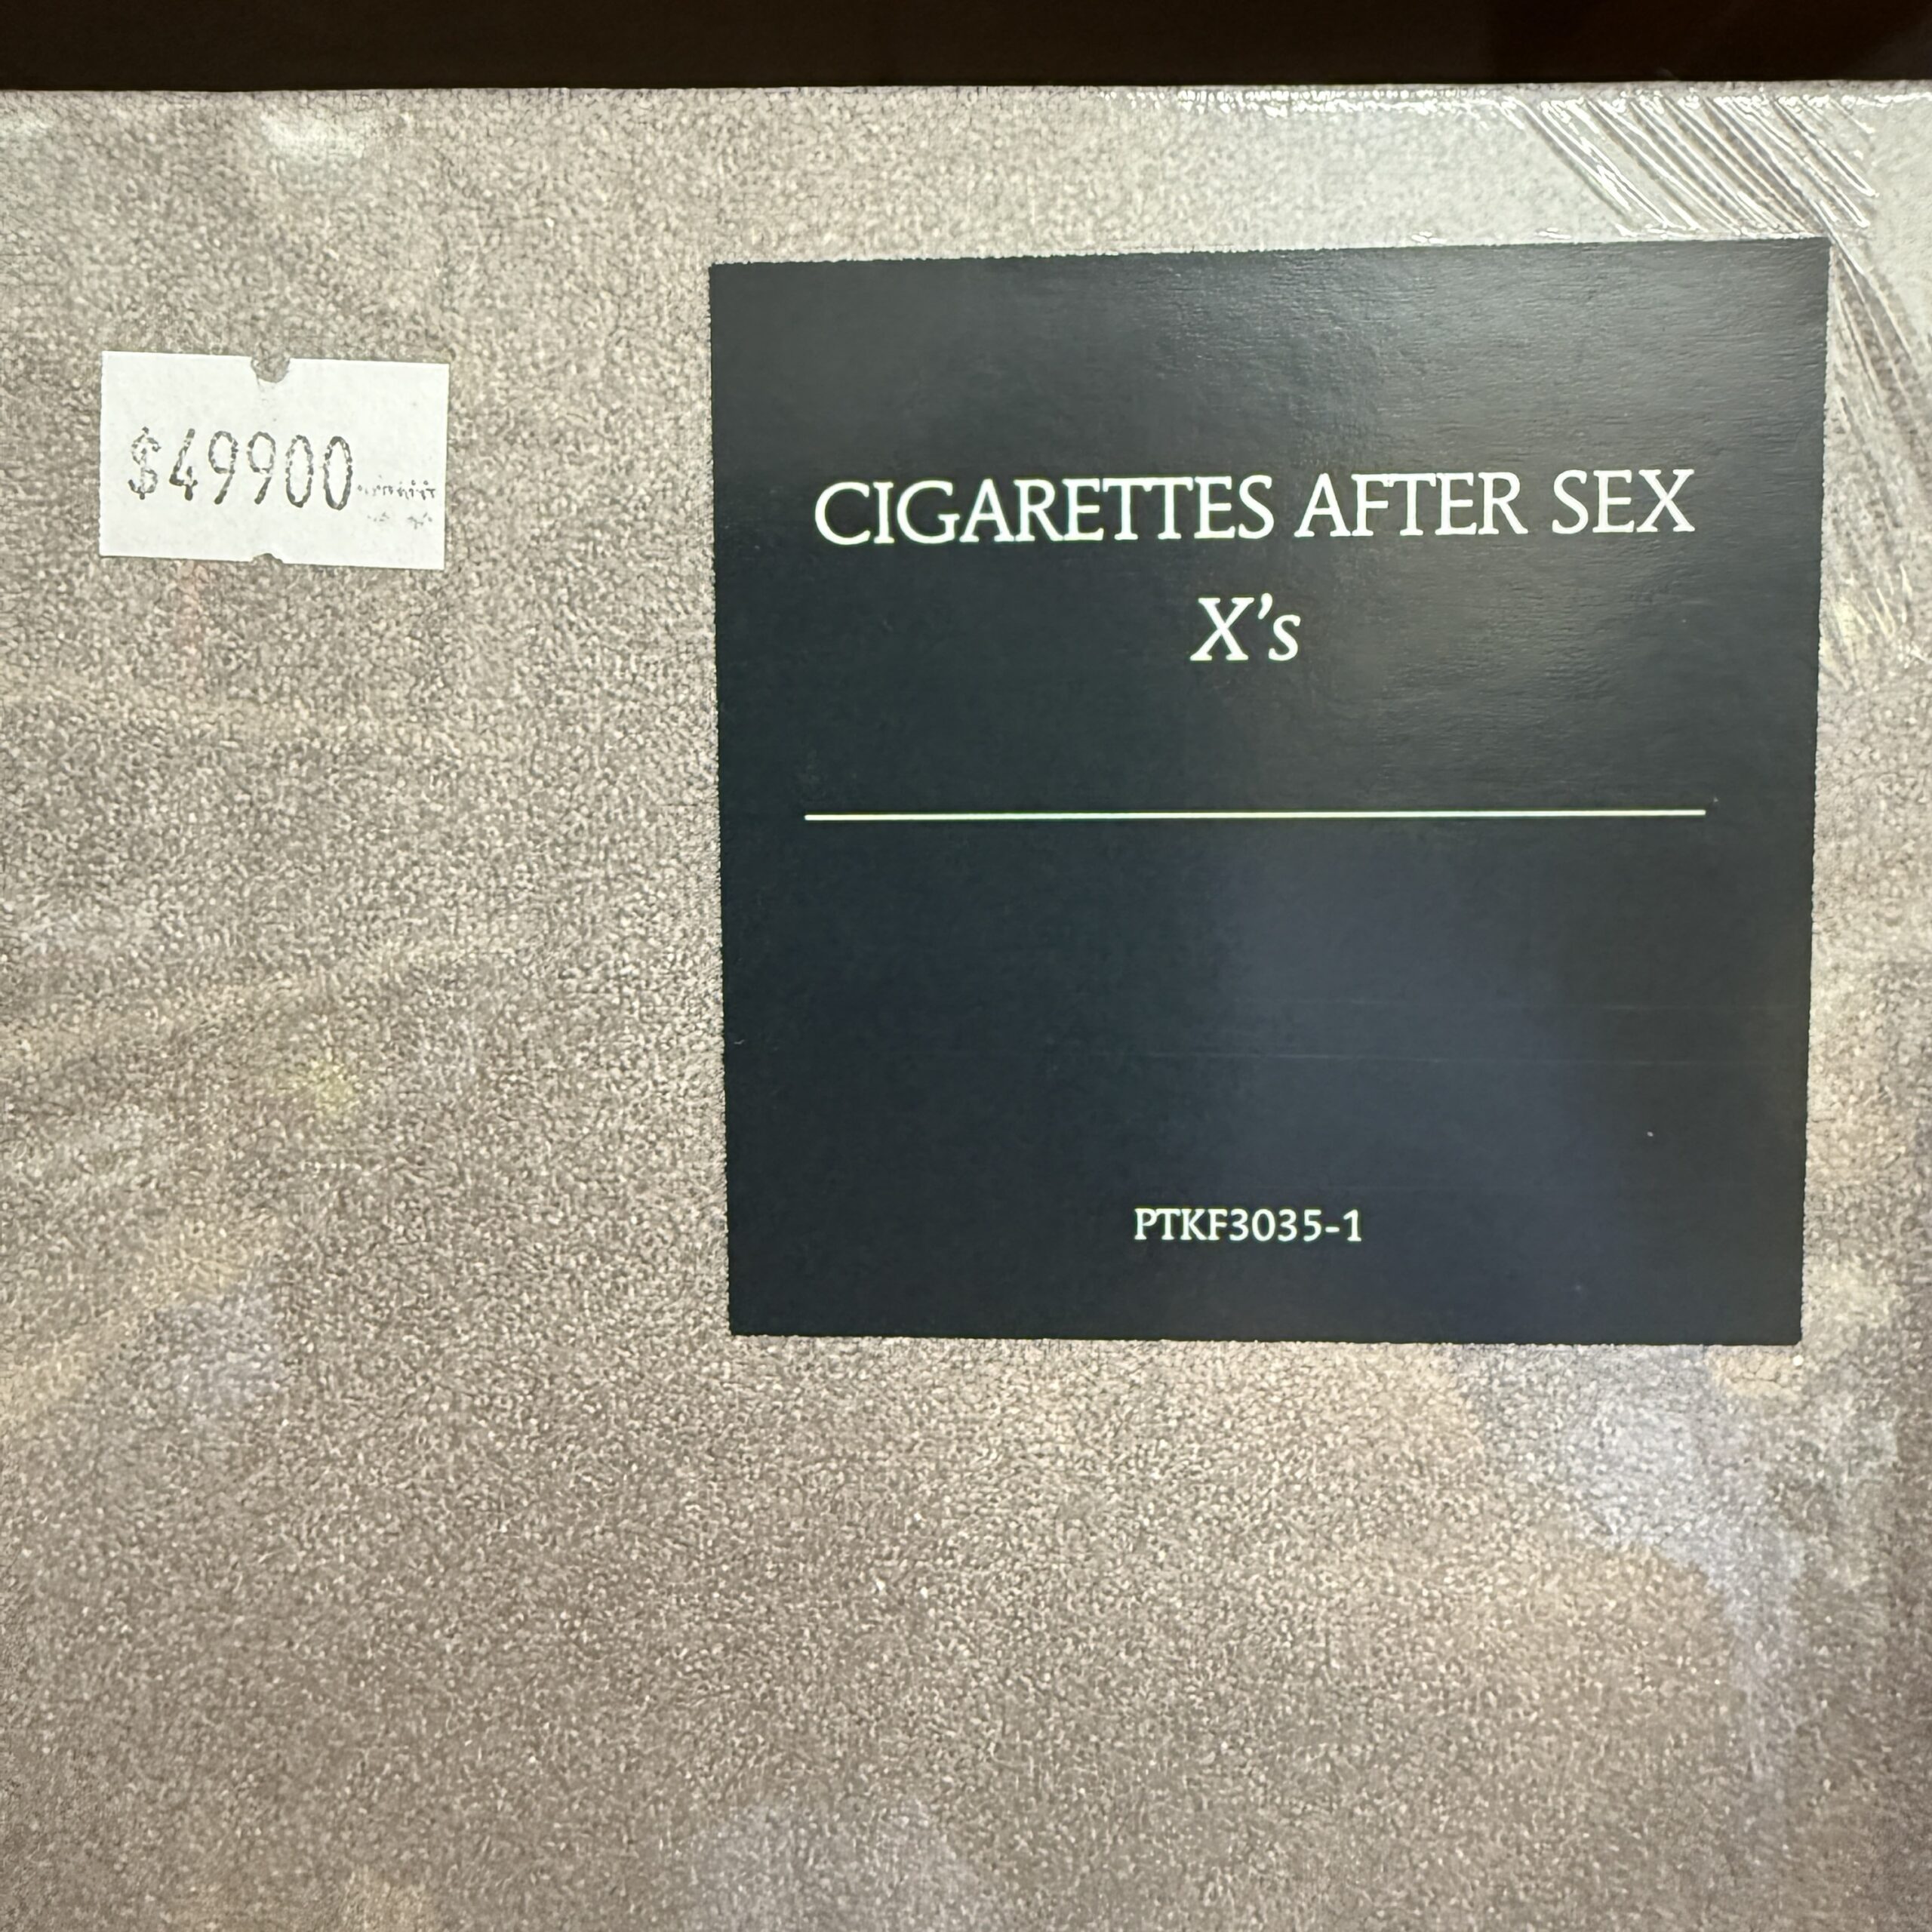 $49900
CIGARETTES AFTER SEX
X's
PTKF3035-1